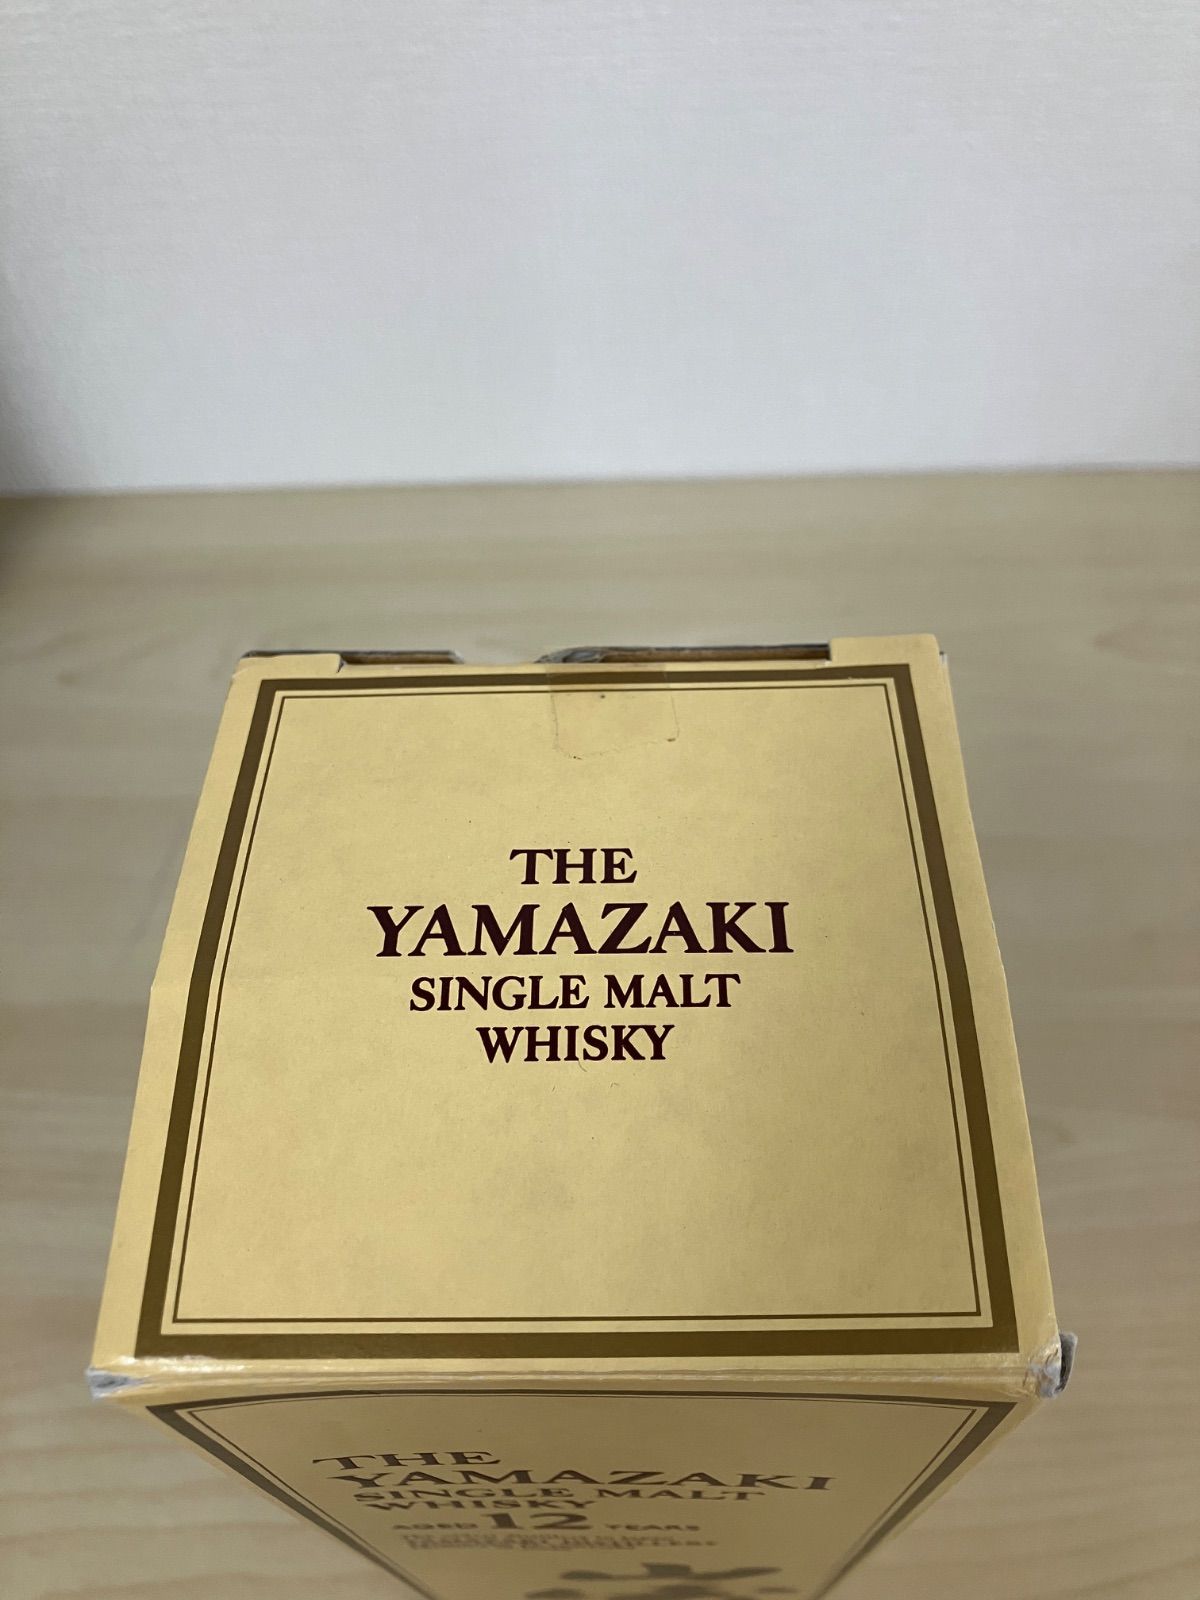 THE
YAMAZAKI
SINGLE MALT
WHISKY
THE
YAMAZAKI
SINGLE MALT
WHISKY
AGED 12 YEARS